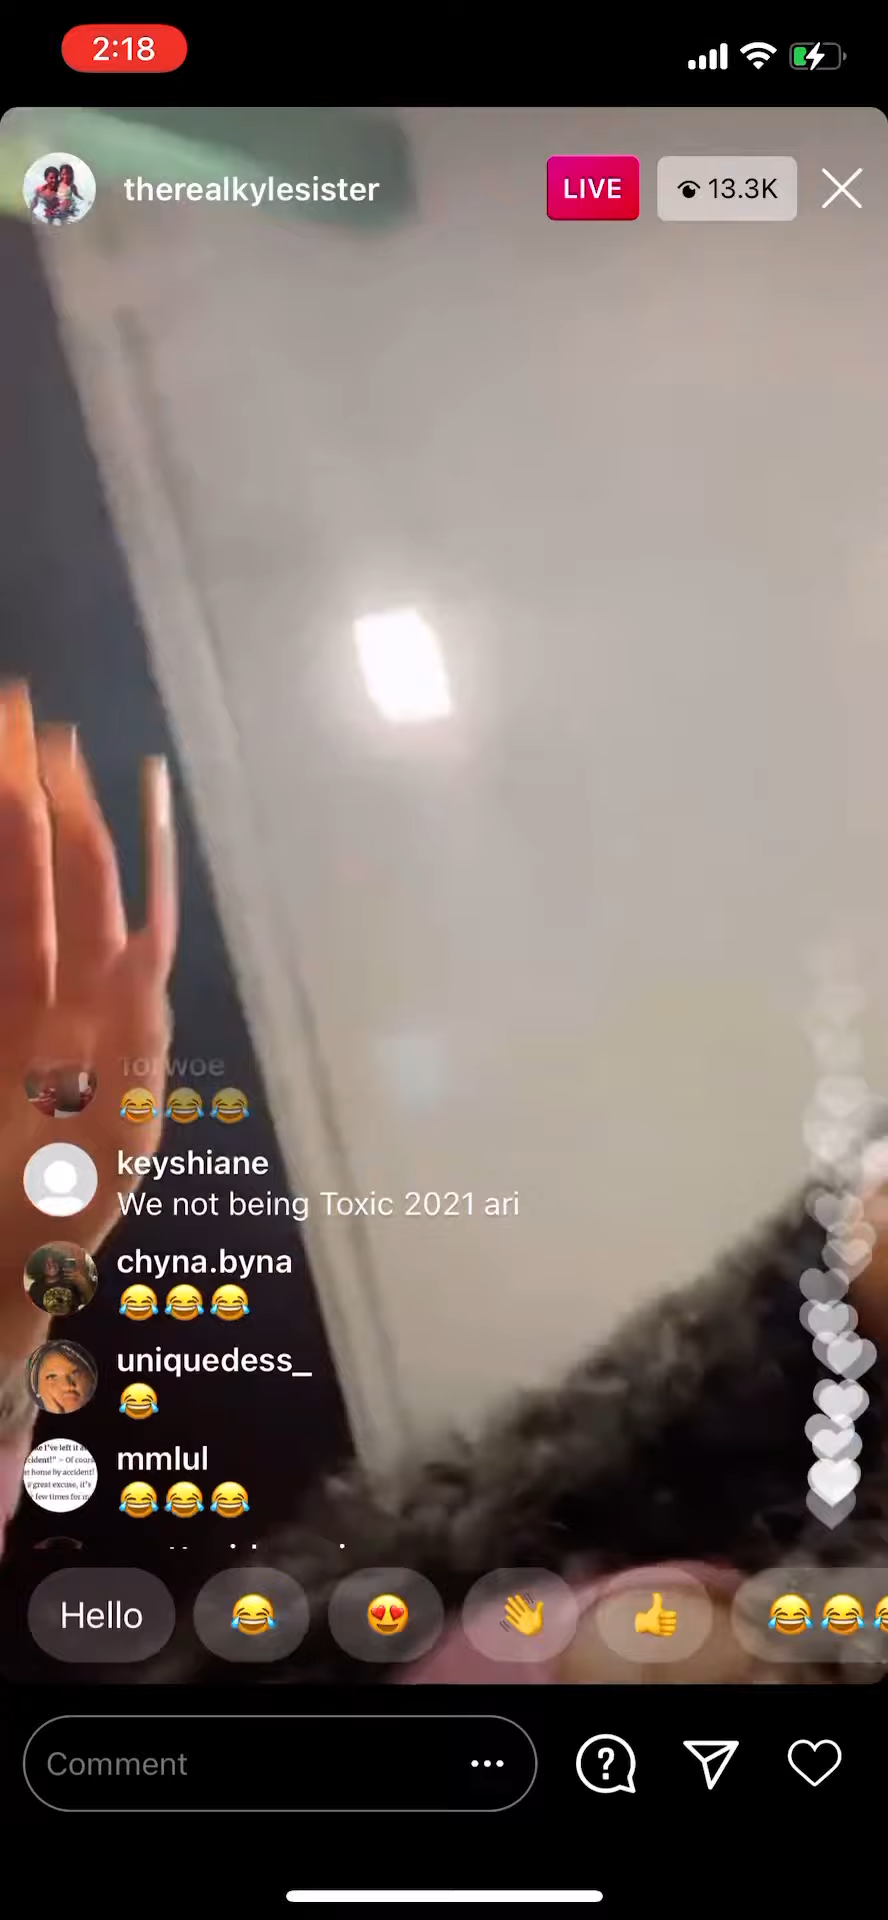 2:18
therealkylesister
LIVE
13.3K
keyshiane
We not being Toxic 2021 ari
chyna.byna
😂😂😂
uniquedess_
😂
mmlul
😂😂😂
Hello
Comment